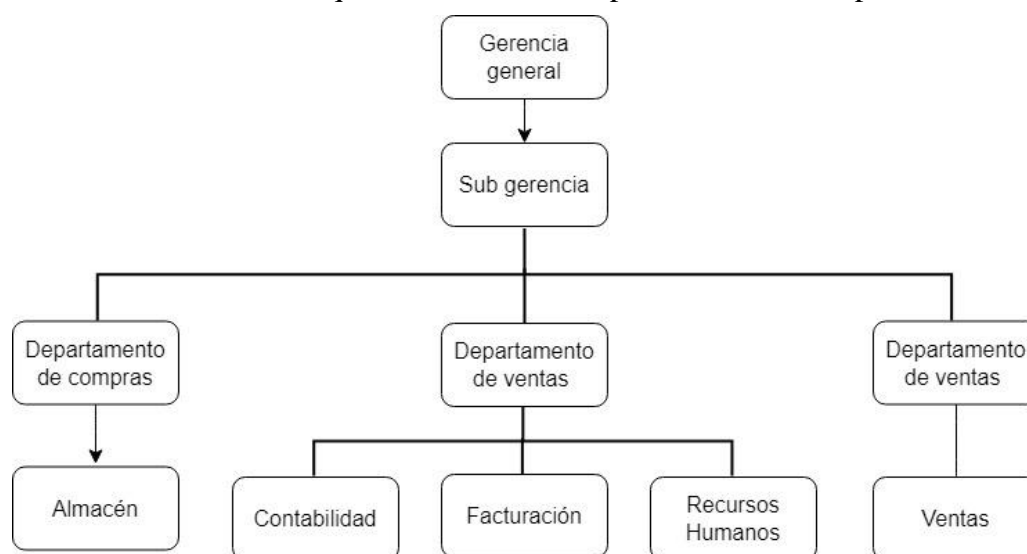 Gerencia
general
Sub gerencia
Departamento
de compras
Departamento
de ventas
Departamento
de ventas
Almacén
Contabilidad
Facturación
Recursos
Humanos
Ventas